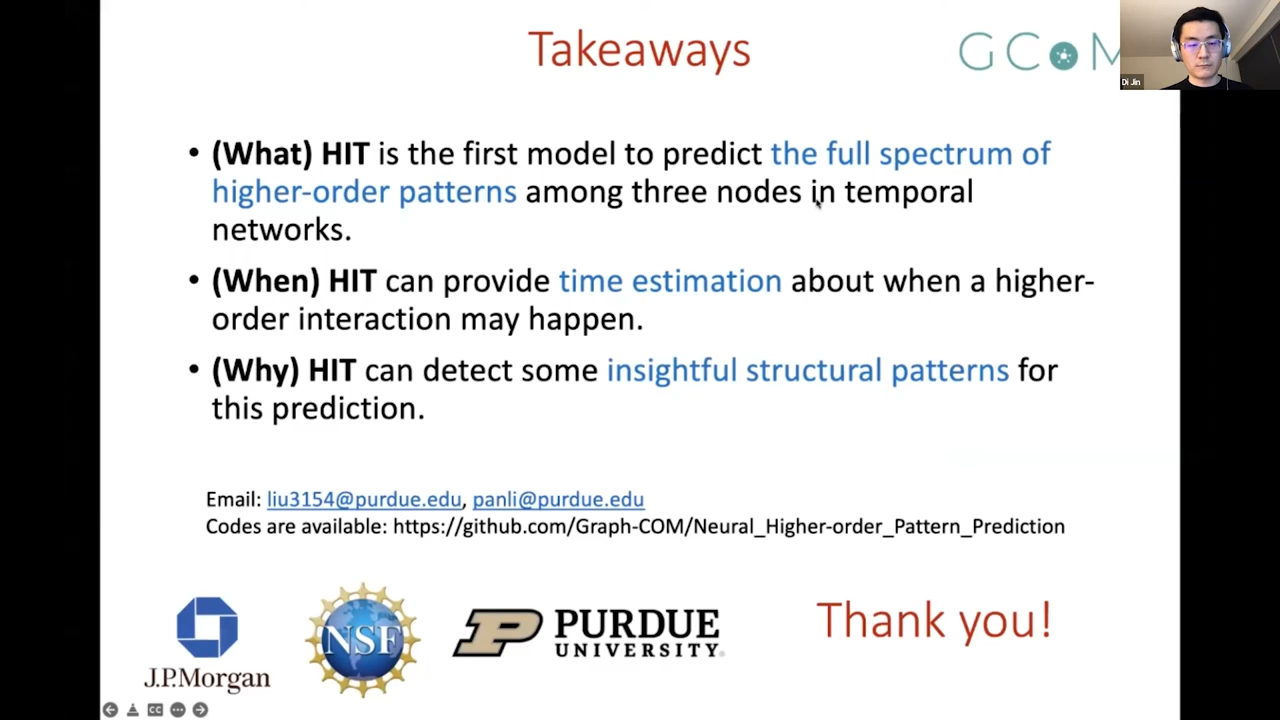 Takeaways
GCOM
Di Jin
• (What) HIT is the first model to predict the full spectrum of
higher-order patterns among three nodes in temporal
networks.
• (When) HIT can provide time estimation about when a higher-
order interaction may happen.
• (Why) HIT can detect some insightful structural patterns for
this prediction.
Email: liu3154@purdue.edu, panli@purdue.edu
Codes are available: https://github.com/Graph-COM/Neural_Higher-order_Pattern_Prediction
J.P.Morgan
NSF
P PURDUE
UNIVERSITY®
Thank you!
CC